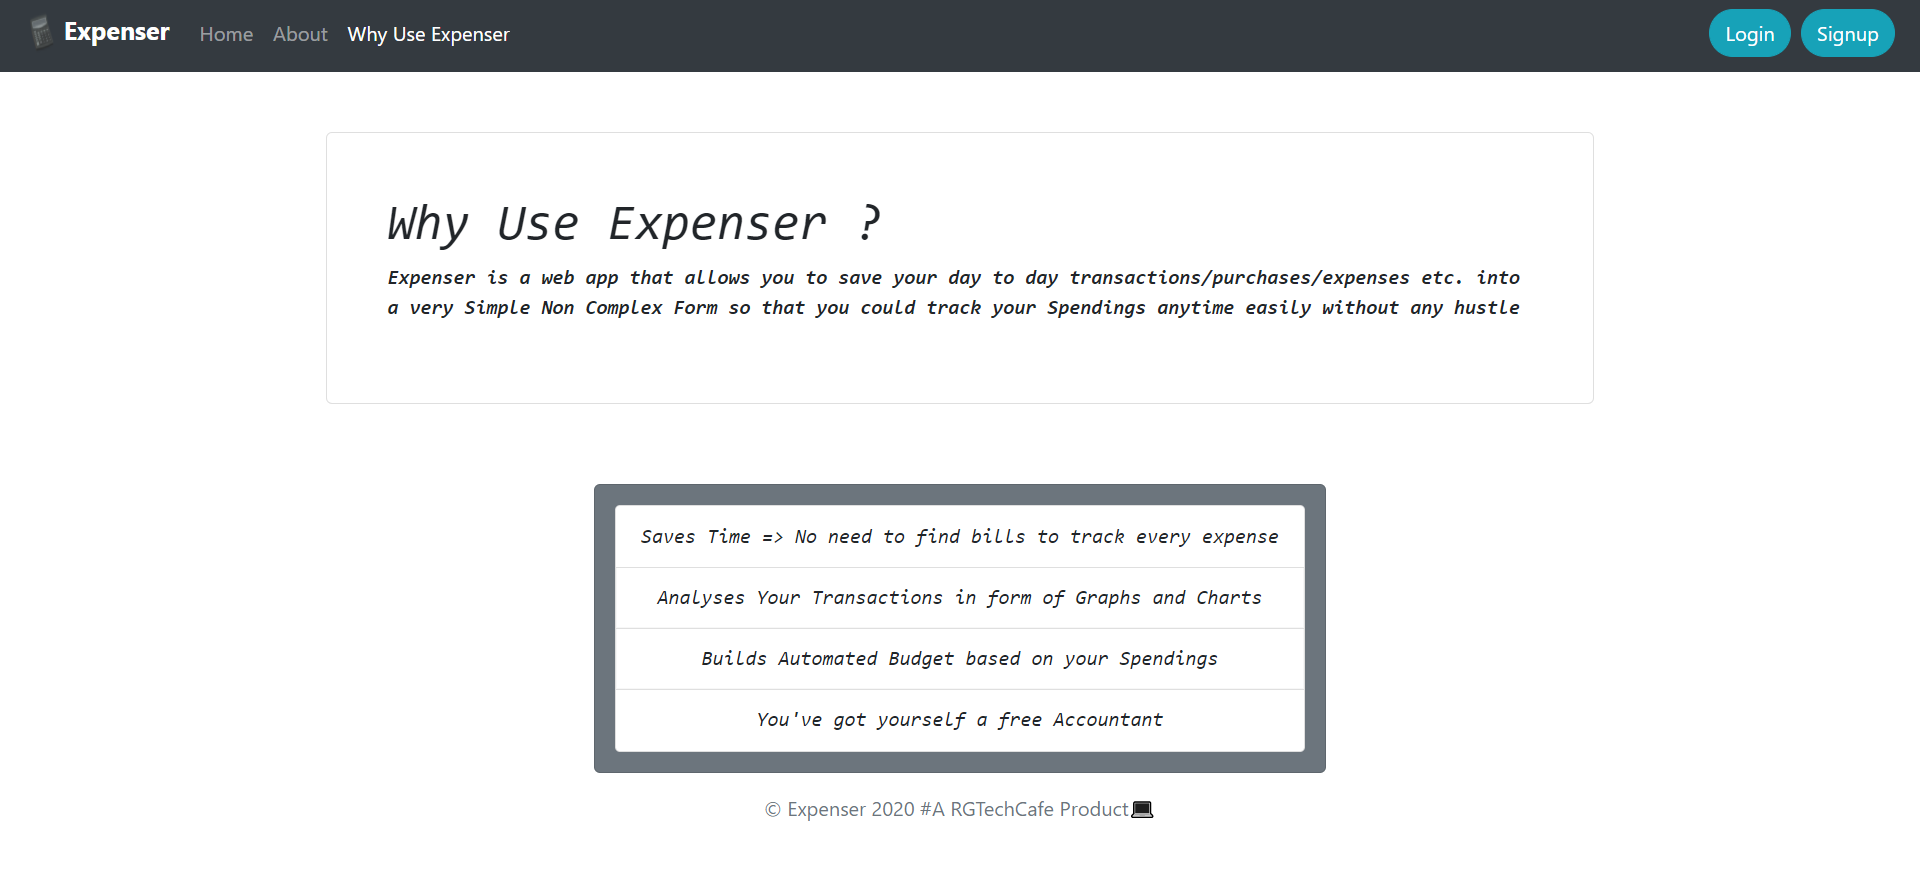 Expenser Home About Why Use Expenser Login Signup
Why Use Expenser ?
Expenser is a web app that allows you to save your day to day transactions/purchases/expenses etc. into
a very Simple Non Complex Form so that you could track your Spendings anytime easily without any hustle
Saves Time => No need to find bills to track every expense
Analyses Your Transactions in form of Graphs and Charts
Builds Automated Budget based on your Spendings
You've got yourself a free Accountant
© Expenser 2020 #A RGTechCafe Product💻